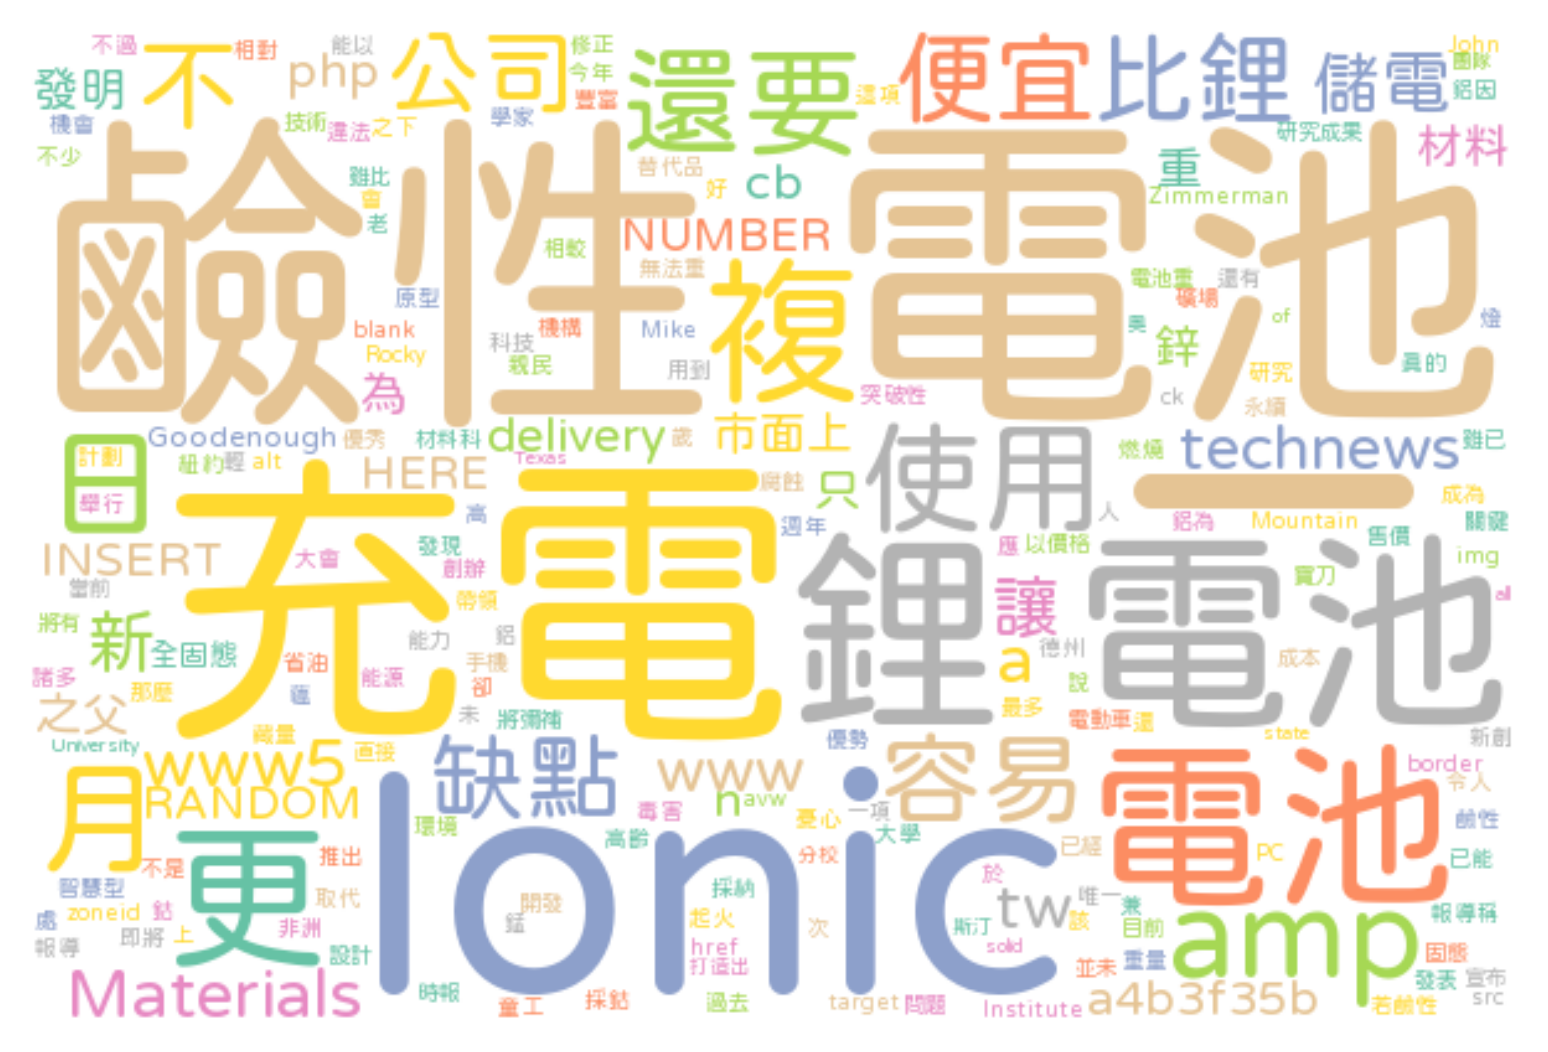 不過
不
相對
能以
php
公司
修正
今年
豐富
學家
還要
這項
便宜
比鋰
儲電
John
團隊
鋁因
發明
機會
不少
技術
違法
之下
研究成果
材料
鹼性
電池
雖比
會
老
替代品
好
cb
重
Zimmerman
NUMBER
相較
無法重
複
電池重
還有
礦場
原型
blank
Rocky
機構
Mike
科技
親民
用到
奧
鋅
of
燈
真的
為
突破性
研究
ck
永續
日
計劃
舉行
Goodenough
優秀
材料科
delivery
歲
市面上
使用
燃燒
technews
雖已
紐約
輕
alt
HERE
Texas
腐蝕
只
一
成為
充電
高
週年
人
鋁為
Mountain
關鍵
售價
INSERT
大會
發現
創辦
應
以價格
img
當前
帶領
鋰
電池
讓
賣刀
all
將有
新
全固態
能力
鋁
a
德州
成本
諸多
省油
能源
手機
卻
說
之父
那麼
蘊
未
將彌補
最多
電動車
還
University
藏量
直接
優勢
state
新創
月
www5
缺點
www
容易
電池
border
令人
RANDOM
Ionic
n
avw
毒害
憂心
一項
大學
環境
高齡
鹼性
不是
更
推出
分校
已經
PC
已能
智慧型
取代
採納
於
唯一
zoneid
鈷
開發
錳
起火
次
tw
兼
報導稱
處
上
非洲
斯汀
該
目前
amp
報導
即將
設計
href
打造出
solid
並未
重量
固態
Materials
時報
童工
採鈷
過去
target
問題
Institute
a4b3f35b
發表
宣布
若鹼性
src